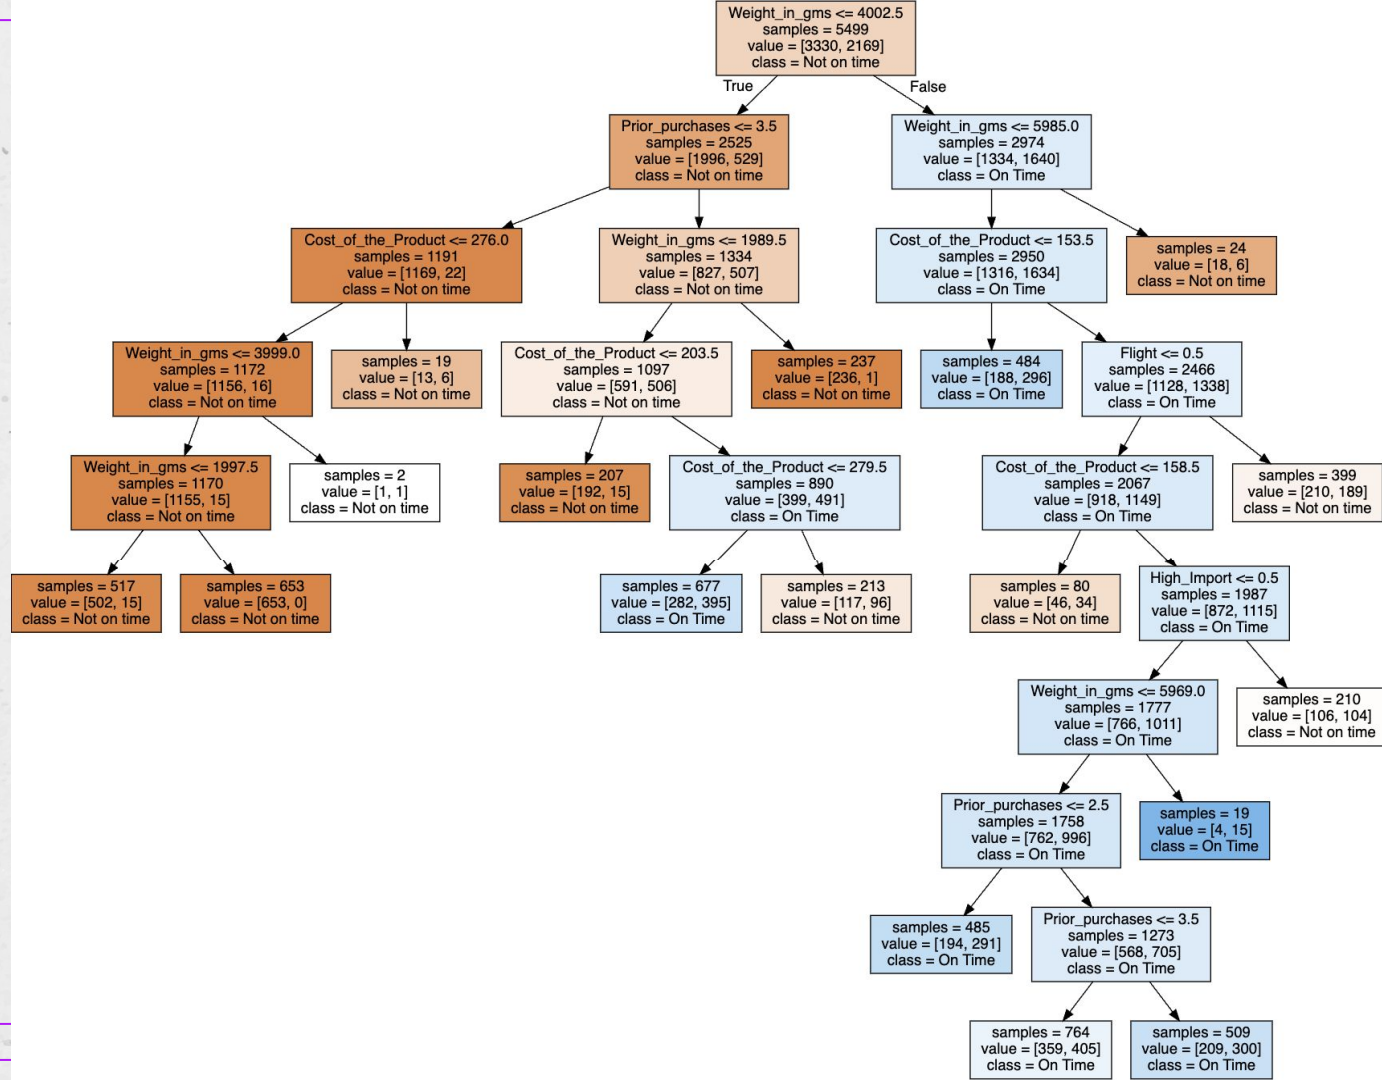 Weight_in_gms <= 4002.5
samples = 5499
value = [3330, 2169]
class = Not on time
True
False
Prior_purchases <= 3.5
samples = 2525
value = [1996, 529]
class = Not on time
Weight_in_gms <= 5985.0
samples = 2974
value = [1334, 1640]
class = On Time
Cost_of_the_Product <= 276.0
samples = 1191
value = [1169, 22]
class = Not on time
Weight_in_gms <= 1989.5
samples = 1334
value = [827, 507]
class = Not on time
Cost_of_the_Product <= 153.5
samples = 2950
value = [1316, 1634]
class = On Time
samples = 24
value = [18, 6]
class = Not on time
Weight_in_gms <= 3999.0
samples = 1172
value = [1156, 16]
class = Not on time
samples = 19
value = [13, 6]
class = Not on time
Cost_of_the_Product <= 203.5
samples = 1097
value = [591, 506]
class = Not on time
samples = 237
value = [236, 1]
class = Not on time
samples = 484
value = [188, 296]
class = On Time
Flight <= 0.5
samples = 2466
value = [1128, 1338]
class = On Time
Weight_in_gms <= 1997.5
samples = 1170
value = [1155, 15]
class = Not on time
samples = 2
value = [1, 1]
class = Not on time
samples = 207
value = [192, 15]
class = Not on time
Cost_of_the_Product <= 279.5
samples = 890
value = [399, 491]
class = On Time
Cost_of_the_Product <= 158.5
samples = 2067
value = [918, 1149]
class = On Time
samples = 399
value = [210, 189]
class = Not on time
samples = 517
value = [502, 15]
class = Not on time
samples = 653
value = [653, 0]
class = Not on time
samples = 677
value = [282, 395]
class = On Time
samples = 213
value = [117, 96]
class = Not on time
samples = 80
value = [46, 34]
class = Not on time
High_Import <= 0.5
samples = 1987
value = [872, 1115]
class = On Time
Weight_in_gms <= 5969.0
samples = 1777
value = [766, 1011]
class = On Time
samples = 210
value = [106, 104]
class = Not on time
Prior_purchases <= 2.5
samples = 1758
value = [762, 996]
class = On Time
samples = 19
value = [4, 15]
class = On Time
samples = 485
value = [194, 291]
class = On Time
Prior_purchases <= 3.5
samples = 1273
value = [568, 705]
class = On Time
samples = 764
value = [359, 405]
class = On Time
samples = 509
value = [209, 300]
class = On Time